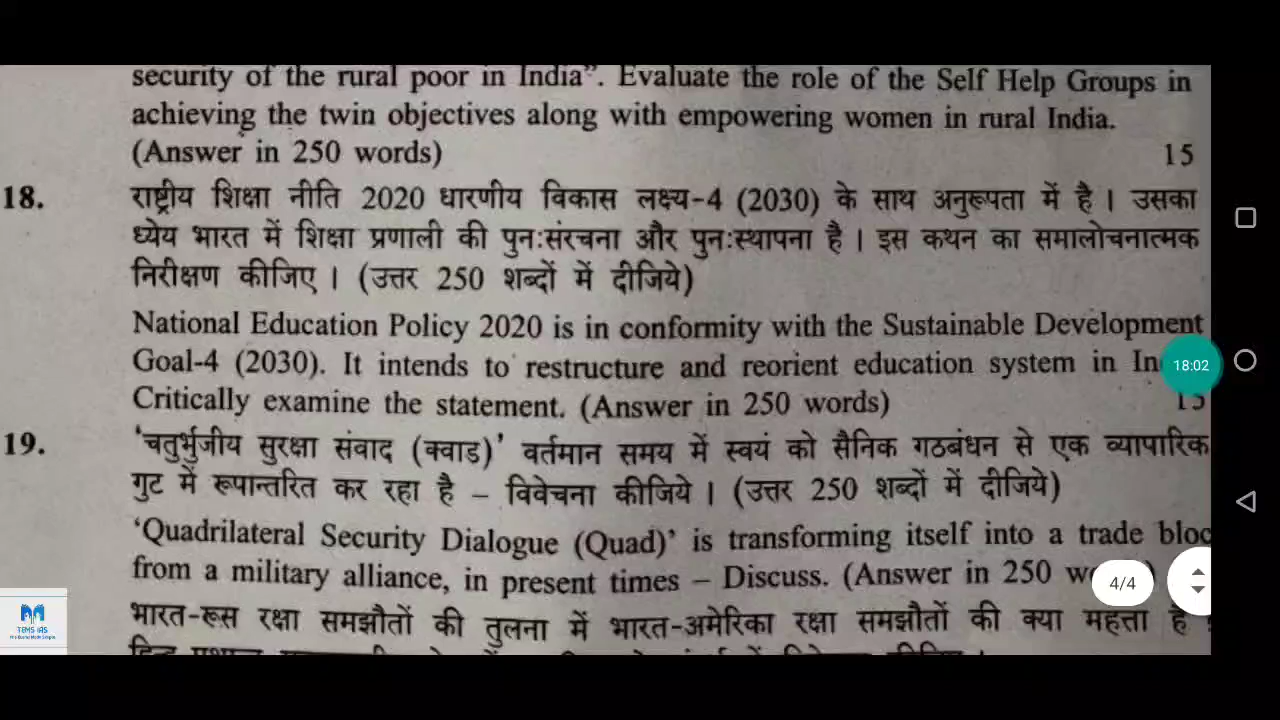 security of the rural poor in India”. Evaluate the role of the Self Help Groups in
achieving the twin objectives along with empowering women in rural India.
(Answer in 250 words) 15
18. राष्ट्रीय शिक्षा नीति 2020 धारणीय विकास लक्ष्य-4 (2030) के साथ अनुरूपता में है । उसका
ध्येय भारत में शिक्षा प्रणाली की पुनःसंरचना और पुनःस्थापना है । इस कथन का समालोचनात्मक
निरीक्षण कीजिए । (उत्तर 250 शब्दों में दीजिये)
National Education Policy 2020 is in conformity with the Sustainable Development
Goal-4 (2030). It intends to restructure and reorient education system in In
18:02
Critically examine the statement. (Answer in 250 words) 15
19. ‘चतुर्भुजीय सुरक्षा संवाद (क्वाड)’ वर्तमान समय में स्वयं को सैनिक गठबंधन से एक व्यापारिक
गुट में रूपान्तरित कर रहा है – विवेचना कीजिये । (उत्तर 250 शब्दों में दीजिये)
‘Quadrilateral Security Dialogue (Quad)’ is transforming itself into a trade bloc
from a military alliance, in present times – Discuss. (Answer in 250
4/4
भारत-रूस रक्षा समझौतों की तुलना में भारत-अमेरिका रक्षा समझौतों की क्या महत्ता है ?
TEMS IAS